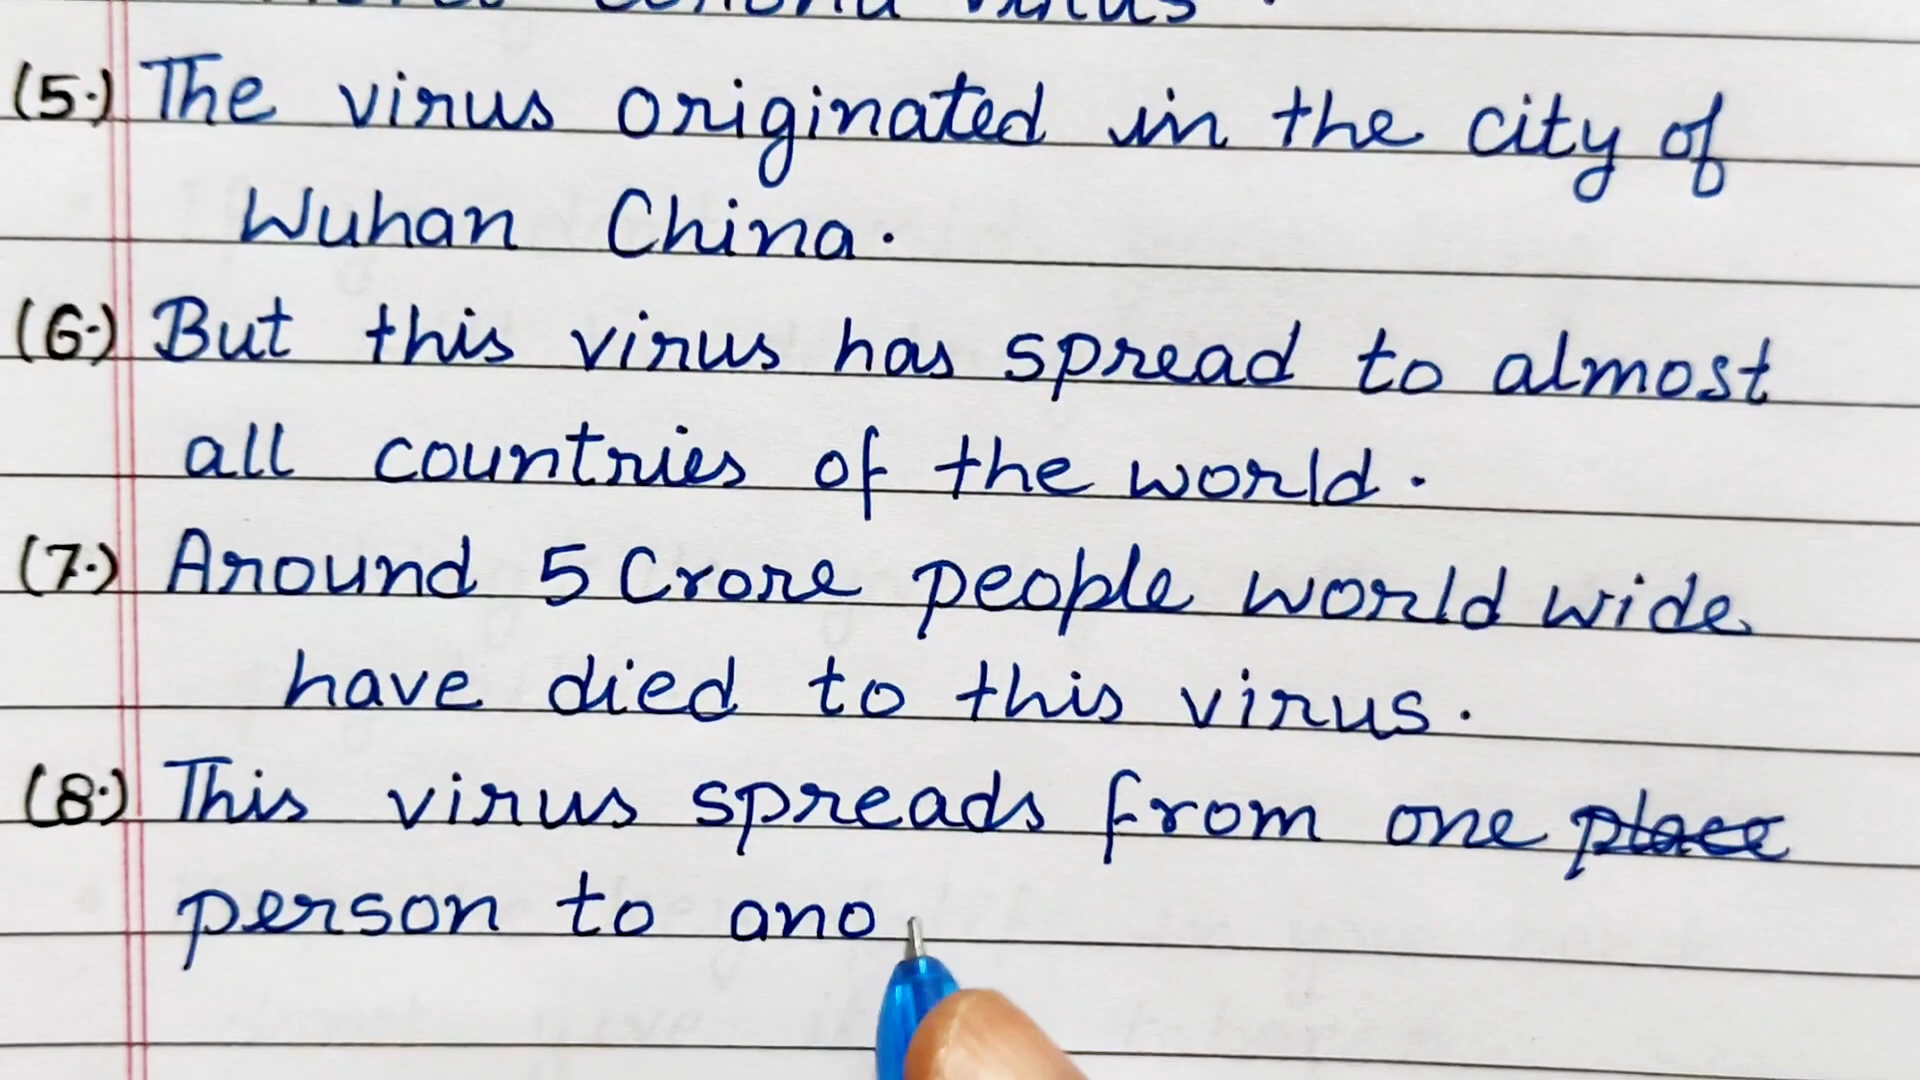 corona virus.
(5.) The virus originated in the city of
Wuhan China.
(6.) But this virus has spread to almost
all countries of the world.
(7.) Around 5 Crore people world wide
have died to this virus.
(8.) This virus spreads from one place
person to ano